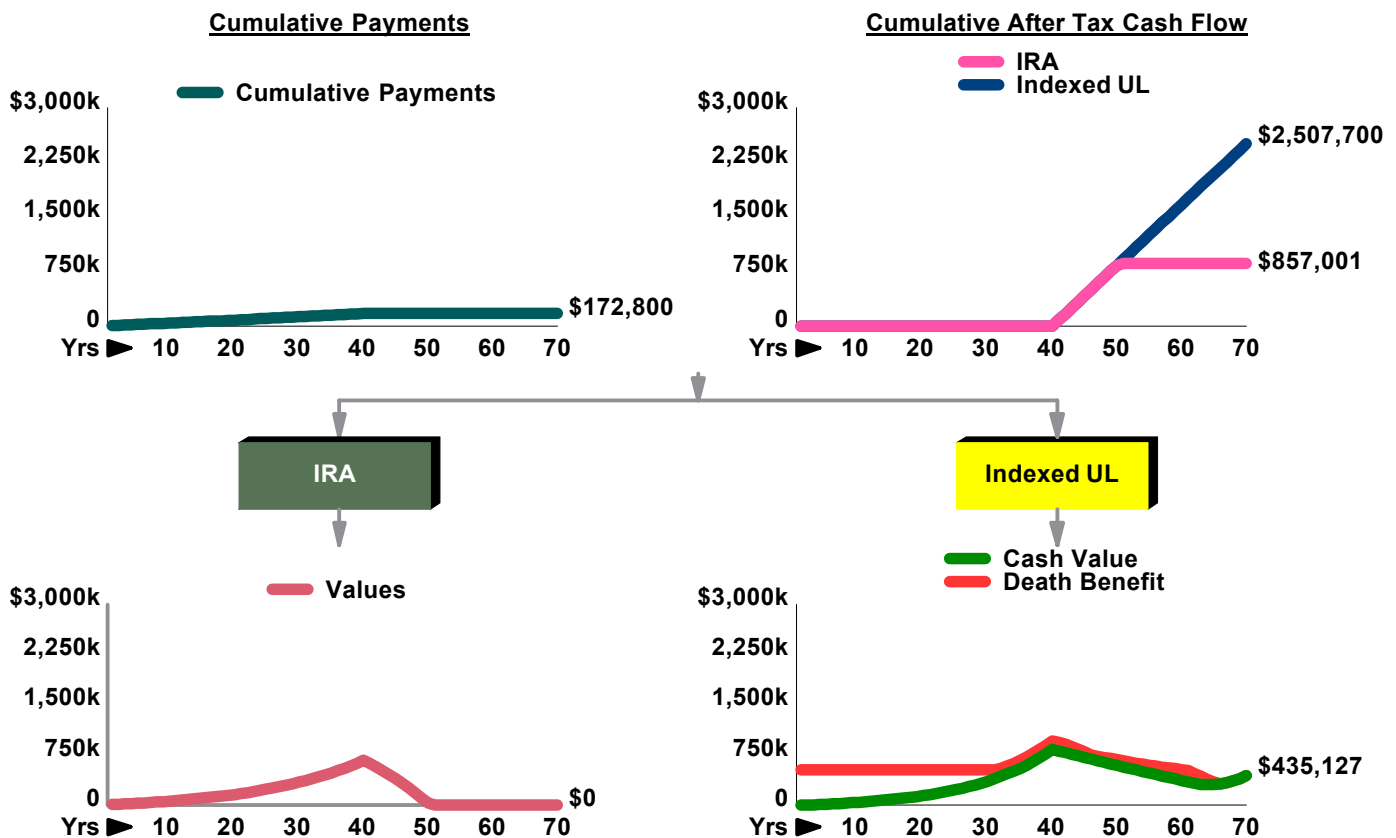 Cumulative Payments
Cumulative Payments
$3,000k
2,250k
1,500k
750k
0
$172,800
Yrs 10 20 30 40 50 60 70
Cumulative After Tax Cash Flow
IRA
Indexed UL
$3,000k
2,250k
1,500k
750k
0
$2,507,700
$857,001
Yrs 10 20 30 40 50 60 70
IRA
Indexed UL
Values
$3,000k
2,250k
1,500k
750k
0
$0
Yrs 10 20 30 40 50 60 70
Cash Value
Death Benefit
$3,000k
2,250k
1,500k
750k
0
$435,127
Yrs 10 20 30 40 50 60 70